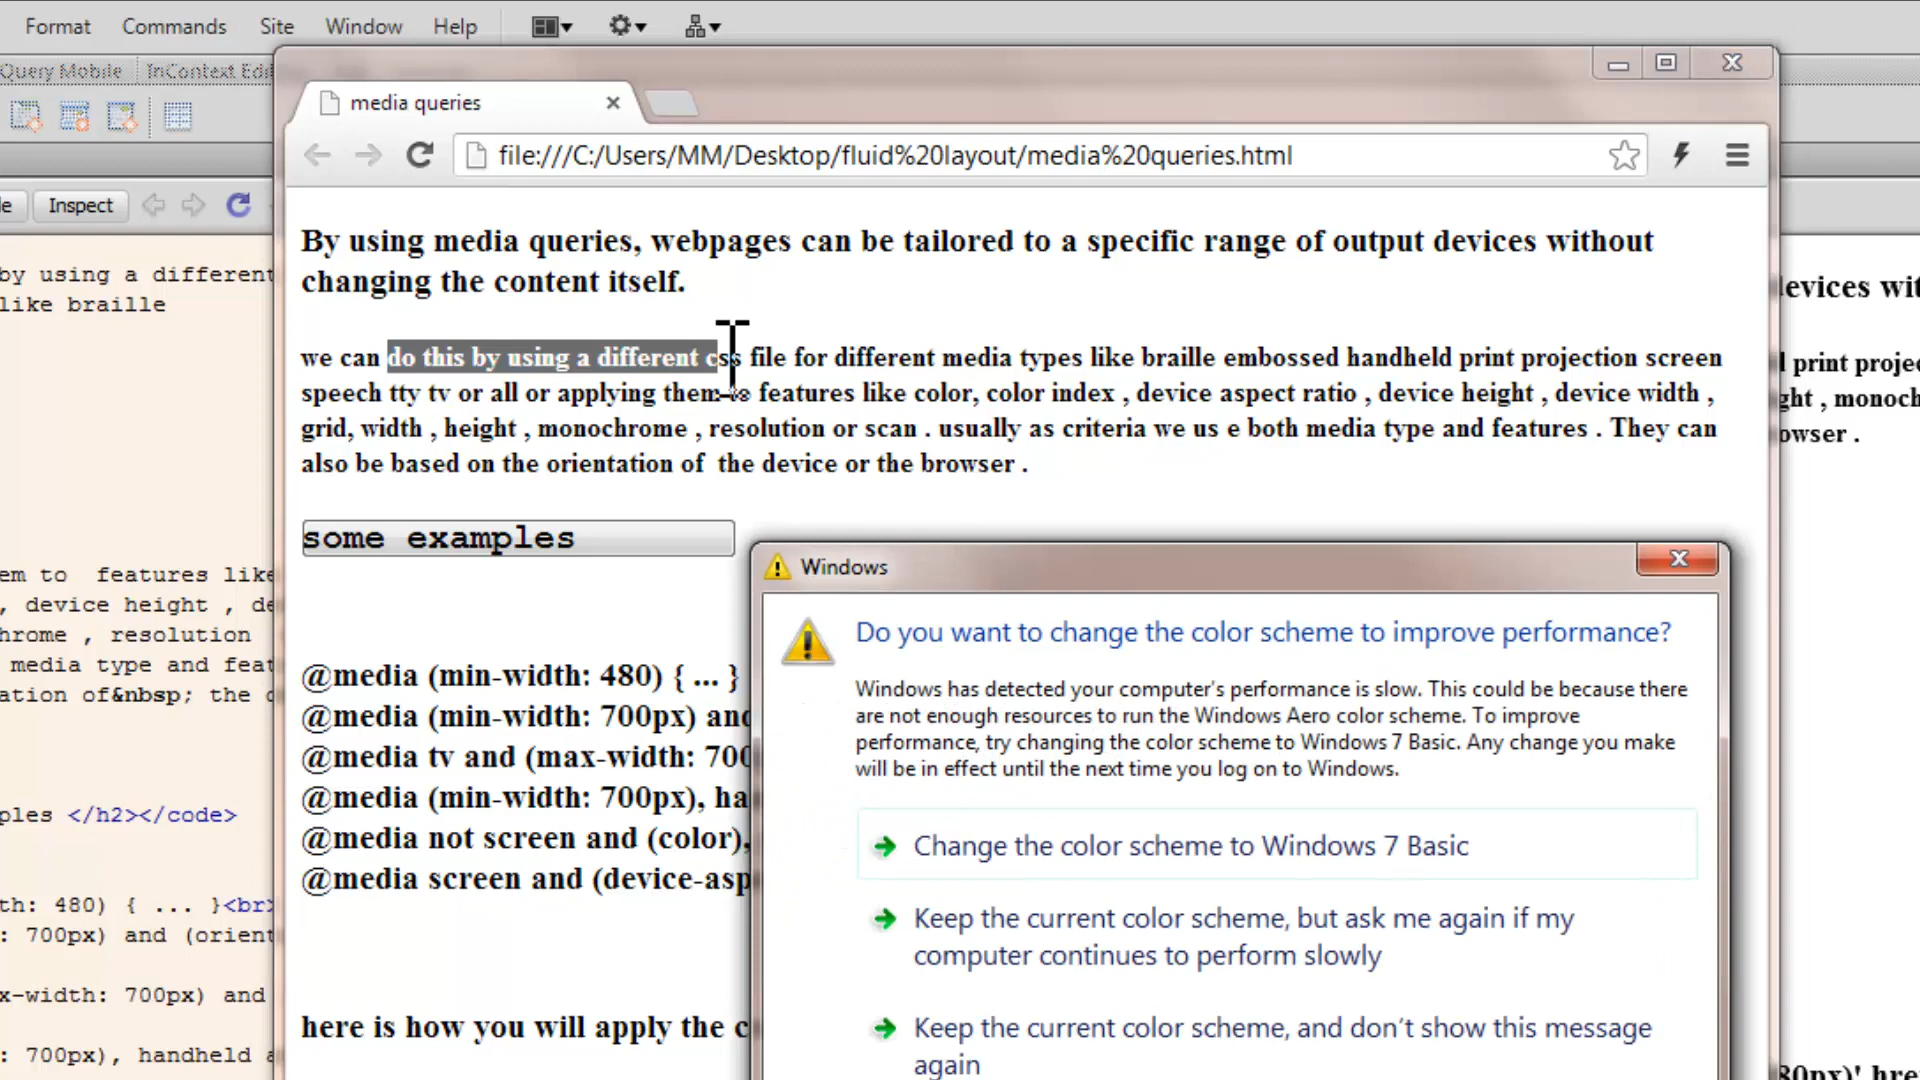 Format Commands Site Window Help
Query Mobile InContext Edi
media queries
file:///C:/Users/MM/Desktop/fluid%20layout/media%20queries.html
Inspect
By using media queries, webpages can be tailored to a specific range of output devices without
changing the content itself.
we can do this by using a different css file for different media types like braille embossed handheld print projection screen
speech tty tv or all or applying them to features like color, color index , device aspect ratio , device height , device width ,
grid, width , height , monochrome , resolution or scan . usually as criteria we us e both media type and features . They can
also be based on the orientation of the device or the browser .
some examples
@media (min-width: 480) { ... }
@media (min-width: 700px) and
@media tv and (max-width: 700
@media (min-width: 700px), ha
@media not screen and (color),
@media screen and (device-asp
here is how you will apply the c
Windows
Do you want to change the color scheme to improve performance?
Windows has detected your computer's performance is slow. This could be because there
are not enough resources to run the Windows Aero color scheme. To improve
performance, try changing the color scheme to Windows 7 Basic. Any change you make
will be in effect until the next time you log on to Windows.
Change the color scheme to Windows 7 Basic
Keep the current color scheme, but ask me again if my
computer continues to perform slowly
Keep the current color scheme, and don't show this message
again
by using a different
like braille
em to features like
, device height , de
hrome , resolution
media type and feat
ation of&nbsp; the
ples </h2></code>
th: 480) { ... }<br>
: 700px) and (orient
x-width: 700px) and
: 700px), handheld a
devices wit
print projec
ght , monoch
owser .
80px)' hre